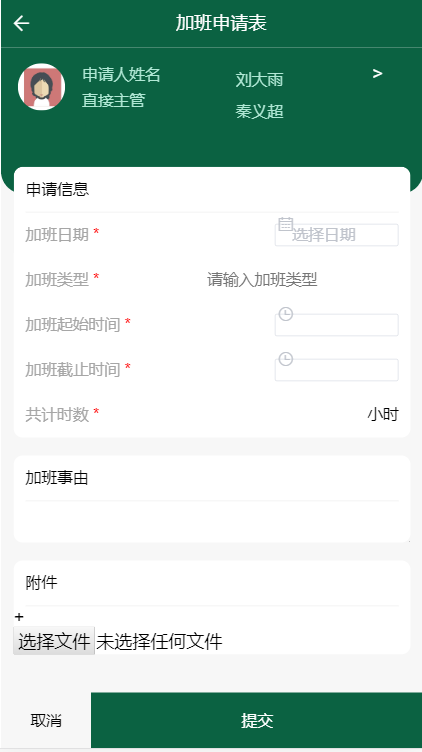 加班申请表
申请人姓名 刘大雨 >
直接主管 秦义超
申请信息
加班日期 * 选择日期
加班类型 * 请输入加班类型
加班起始时间 *
加班截止时间 *
共计时数 * 小时
加班事由
附件
+
选择文件 未选择任何文件
取消 提交